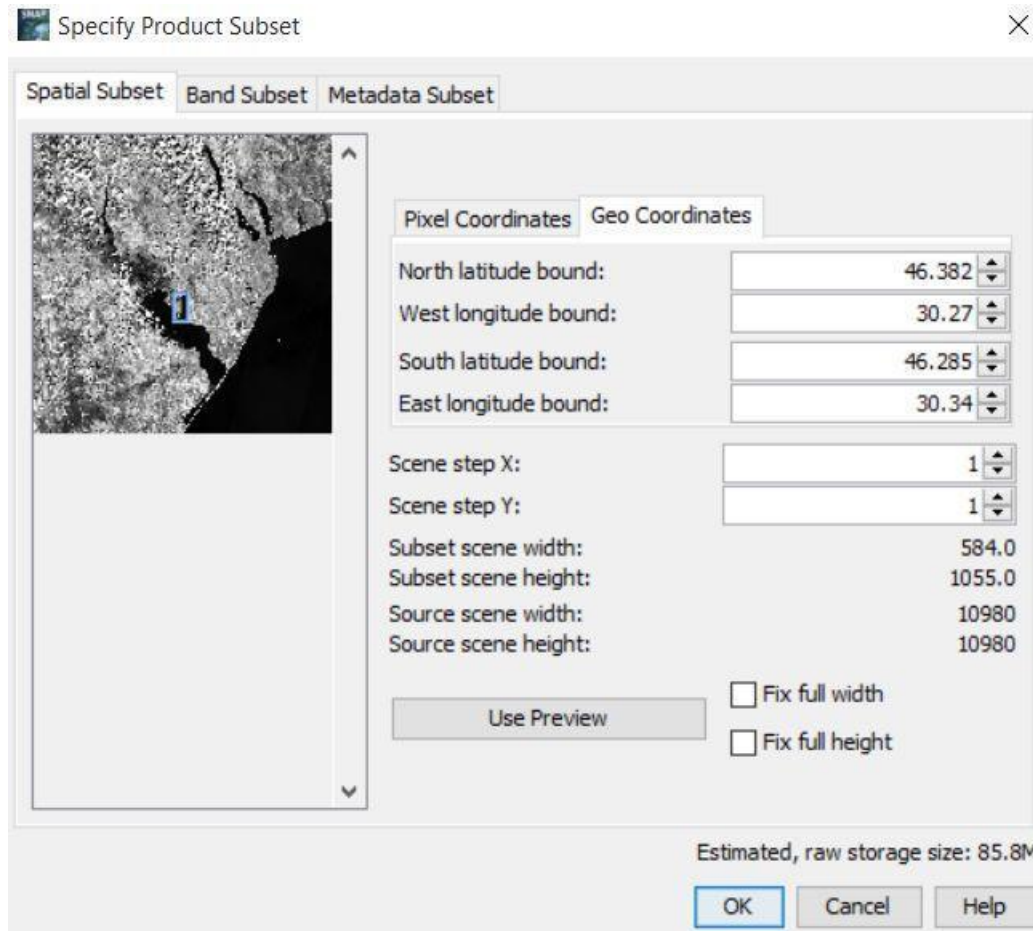 SNAP
Specify Product Subset
Spatial Subset Band Subset Metadata Subset
Pixel Coordinates Geo Coordinates
North latitude bound: 46.382
West longitude bound: 30.27
South latitude bound: 46.285
East longitude bound: 30.34
Scene step X: 1
Scene step Y: 1
Subset scene width: 584.0
Subset scene height: 1055.0
Source scene width: 10980
Source scene height: 10980
Use Preview
Fix full width
Fix full height
Estimated, raw storage size: 85.8M
OK Cancel Help